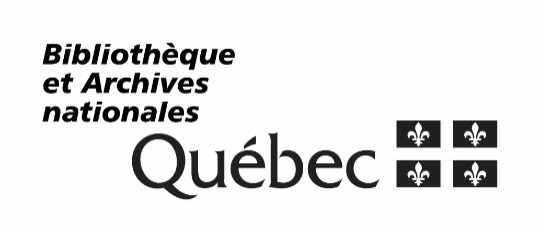 Bibliothèque
et Archives
nationales
Québec